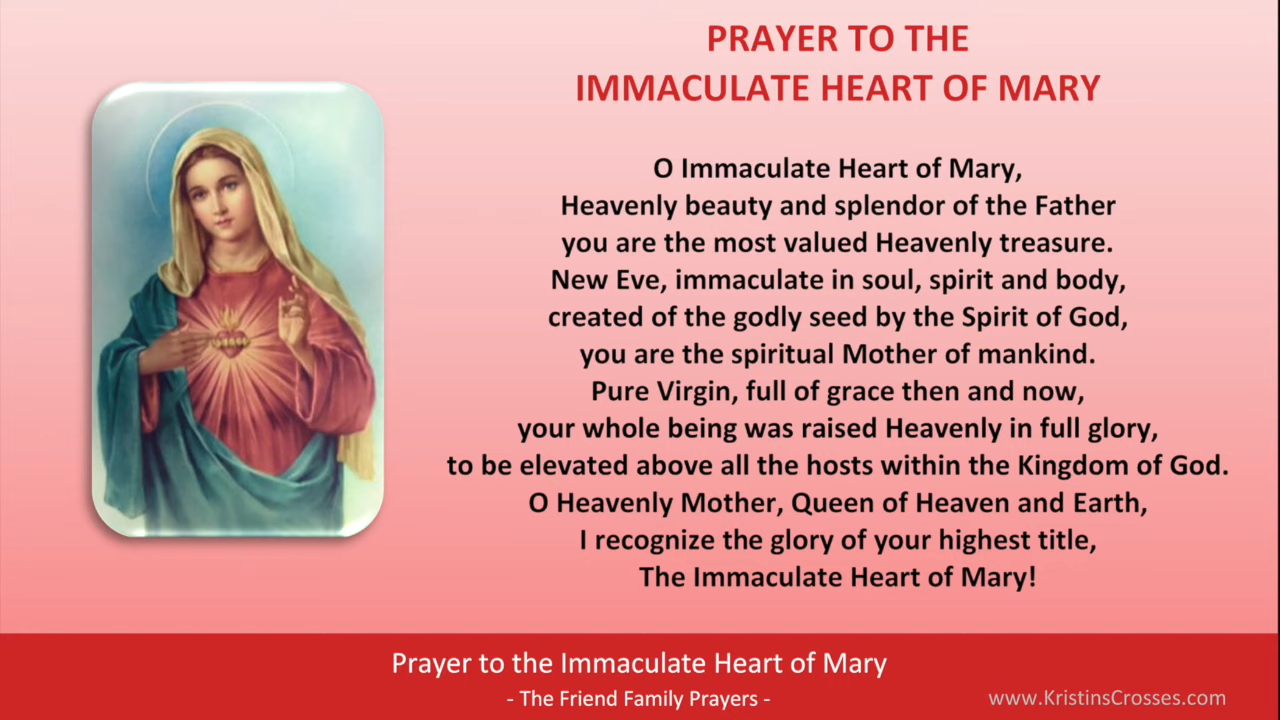 PRAYER TO THE
IMMACULATE HEART OF MARY
O Immaculate Heart of Mary,
Heavenly beauty and splendor of the Father
you are the most valued Heavenly treasure.
New Eve, immaculate in soul, spirit and body,
created of the godly seed by the Spirit of God,
you are the spiritual Mother of mankind.
Pure Virgin, full of grace then and now,
your whole being was raised Heavenly in full glory,
to be elevated above all the hosts within the Kingdom of God.
O Heavenly Mother, Queen of Heaven and Earth,
I recognize the glory of your highest title,
The Immaculate Heart of Mary!
Prayer to the Immaculate Heart of Mary
- The Friend Family Prayers -
www.KristinsCrosses.com